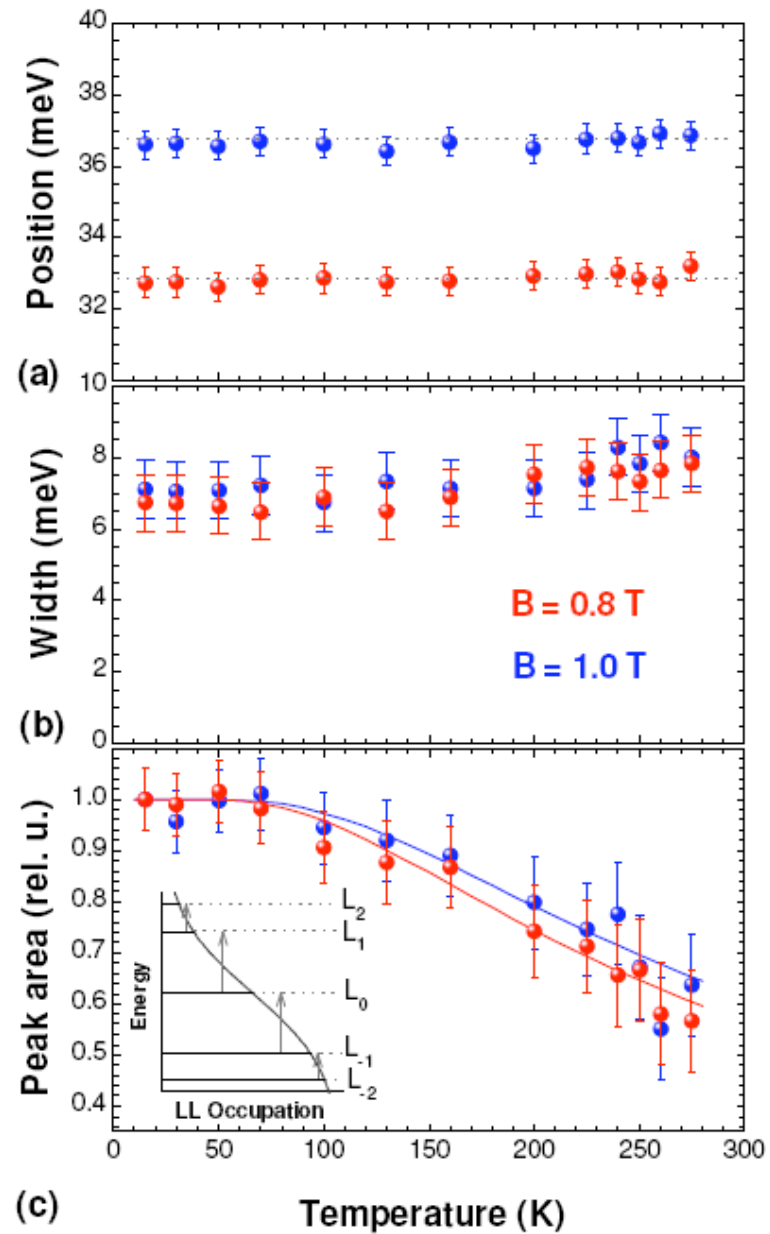 40
38
36
34
32
10
Position (meV)
(a)
8
6
4
2
0
Width (meV)
B = 0.8 T
B = 1.0 T
(b)
1.0
0.9
0.8
0.7
0.6
0.5
0.4
Peak area (rel. u.)
L2
L1
L0
L-1
L-2
Energy
LL Occupation
0 50 100 150 200 250 300
(c)
Temperature (K)